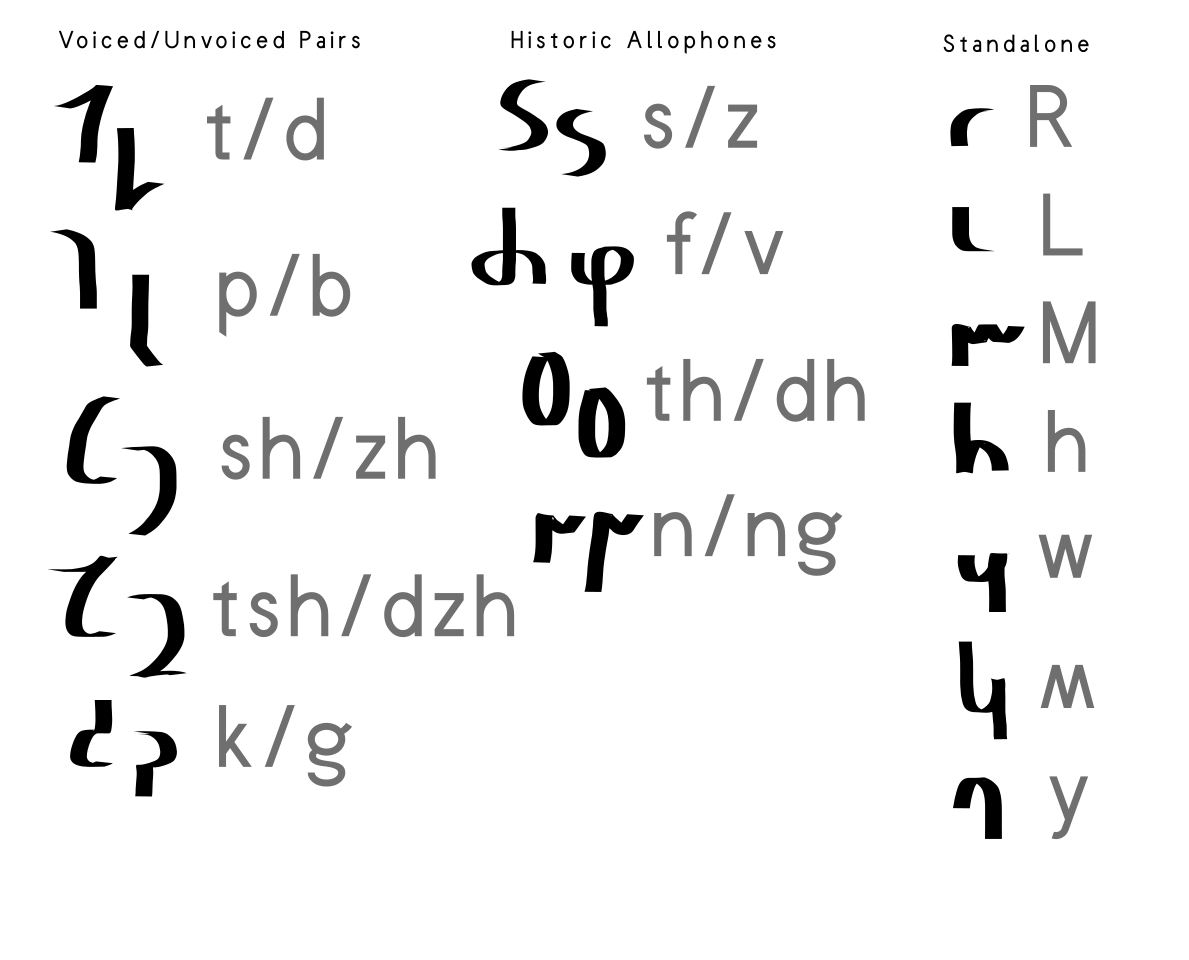 Voiced/Unvoiced Pairs
t/d
p/b
sh/zh
tsh/dzh
k/g
Historic Allophones
s/z
f/v
th/dh
n/ng
Standalone
R
L
M
h
w
ʍ
y